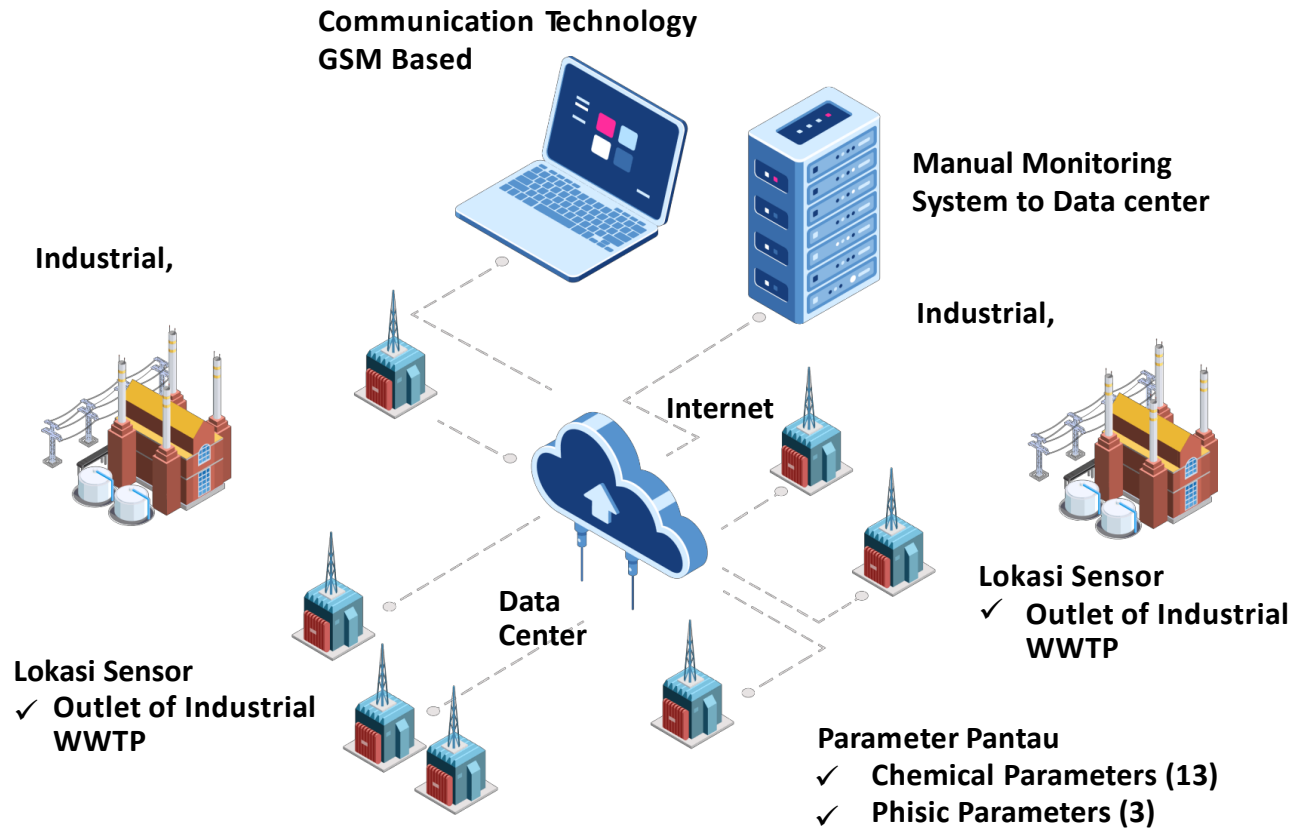 Communication Technology
GSM Based
Manual Monitoring
System to Data center
Industrial,
Industrial,
Internet
Data
Center
Lokasi Sensor
✓ Outlet of Industrial
WWTP
Lokasi Sensor
✓ Outlet of Industrial
WWTP
Parameter Pantau
✓ Chemical Parameters (13)
✓ Phisic Parameters (3)